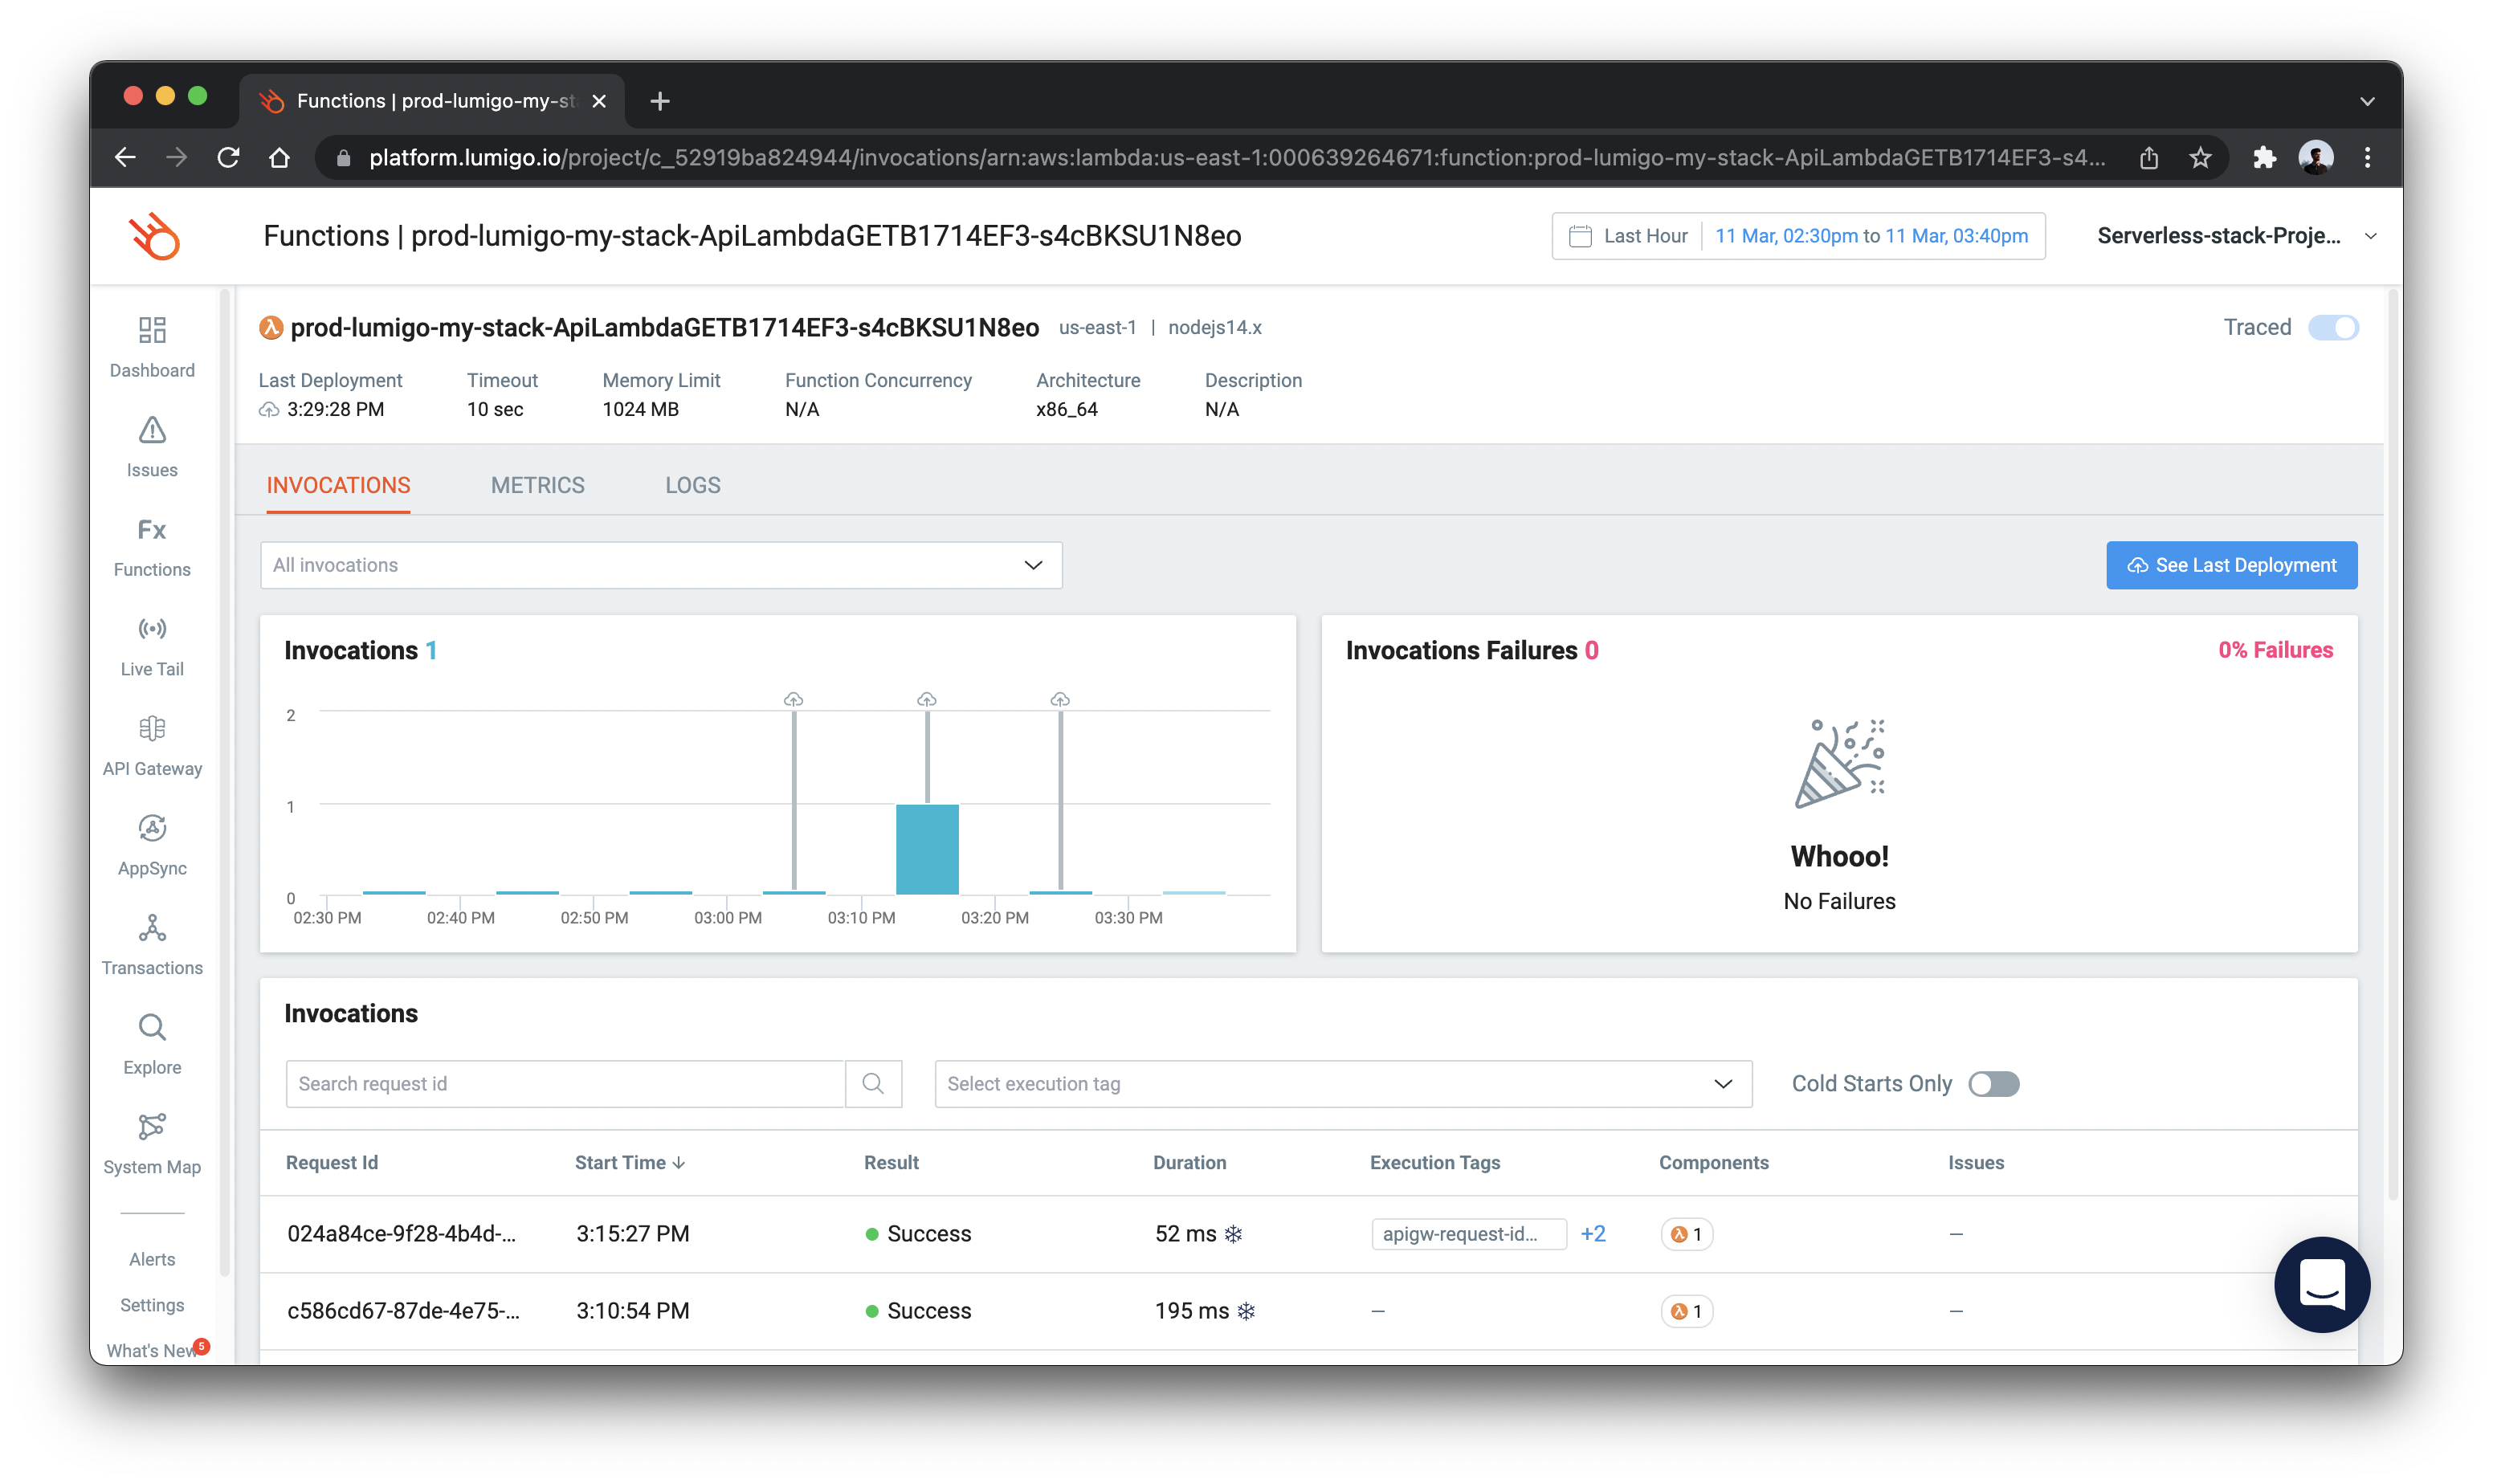 Functions | prod-lumigo-my-st
platform.lumigo.io/project/c_52919ba824944/invocations/arn:aws:lambda:us-east-1:000639264671:function:prod-lumigo-my-stack-ApiLambdaGETB1714EF3-s4...
Functions | prod-lumigo-my-stack-ApiLambdaGETB1714EF3-s4cBKSU1N8eo
Last Hour 11 Mar, 02:30pm to 11 Mar, 03:40pm
Serverless-stack-Proje...
Dashboard
Issues
Fx
Functions
Live Tail
API Gateway
AppSync
Transactions
Explore
System Map
Alerts
Settings
What's New 5
prod-lumigo-my-stack-ApiLambdaGETB1714EF3-s4cBKSU1N8eo us-east-1 | nodejs14.x
Traced
Last Deployment Timeout Memory Limit Function Concurrency Architecture Description
3:29:28 PM 10 sec 1024 MB N/A x86_64 N/A
INVOCATIONS METRICS LOGS
All invocations
See Last Deployment
Invocations 1
2
1
0
02:30 PM 02:40 PM 02:50 PM 03:00 PM 03:10 PM 03:20 PM 03:30 PM
Invocations Failures 0
0% Failures
Whooo!
No Failures
Invocations
Search request id
Select execution tag
Cold Starts Only
Request Id Start Time Result Duration Execution Tags Components Issues
024a84ce-9f28-4b4d-... 3:15:27 PM Success 52 ms apigw-request-id... +2 1 –
c586cd67-87de-4e75-... 3:10:54 PM Success 195 ms – 1 –